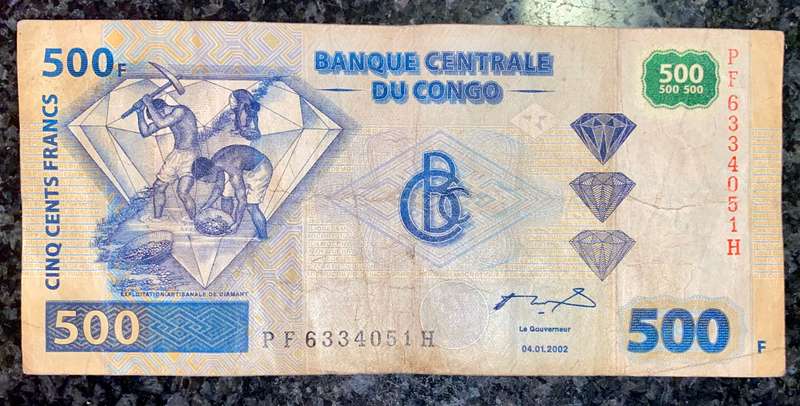 500F
BANQUE CENTRALE
DU CONGO
500
500 500
PF6334051H
CINQ CENTS FRANCS
BCC
EXPLOITATION ARTISANALE DE DIAMANT
500
PF6334051H
Le Gouverneur
04.01.2002
500 F